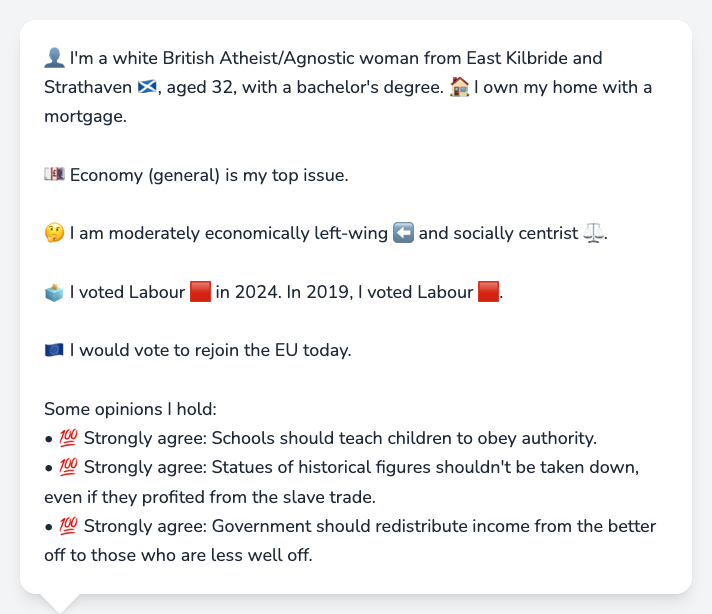 👤 I'm a white British Atheist/Agnostic woman from East Kilbride and
Strathaven 🏴󠁧󠁢󠁳󠁣󠁴󠁿, aged 32, with a bachelor's degree. 🏠 I own my home with a
mortgage.
💷 Economy (general) is my top issue.
🤔 I am moderately economically left-wing ⬅️ and socially centrist ⚖️.
🗳️ I voted Labour 🟥 in 2024. In 2019, I voted Labour 🟥.
🇪🇺 I would vote to rejoin the EU today.
Some opinions I hold:
• 💯 Strongly agree: Schools should teach children to obey authority.
• 💯 Strongly agree: Statues of historical figures shouldn't be taken down,
even if they profited from the slave trade.
• 💯 Strongly agree: Government should redistribute income from the better
off to those who are less well off.